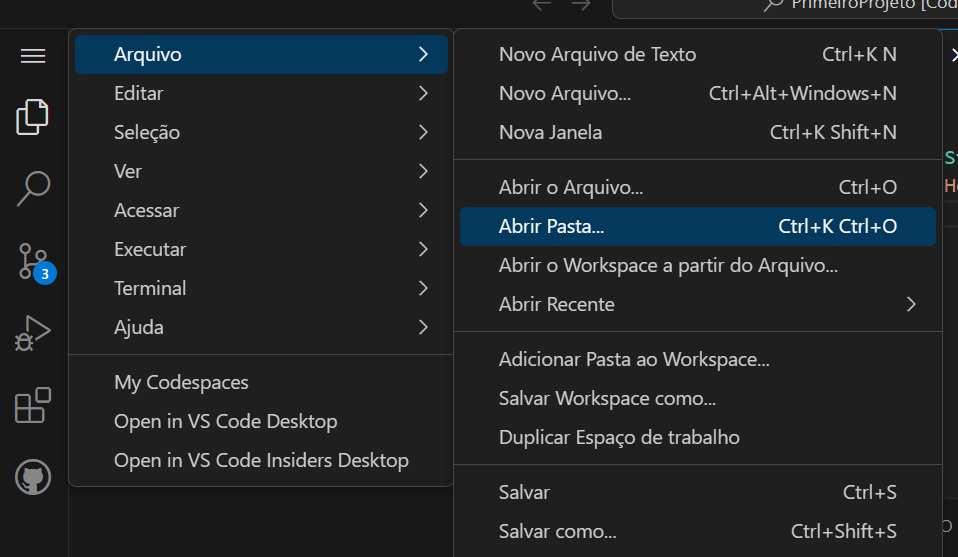 PrimeiroProjeto [Cod
Arquivo
Editar
Seleção
Ver
Acessar
Executar
Terminal
Ajuda
My Codespaces
Open in VS Code Desktop
Open in VS Code Insiders Desktop
Novo Arquivo de Texto Ctrl+K N
Novo Arquivo... Ctrl+Alt+Windows+N
Nova Janela Ctrl+K Shift+N
Abrir o Arquivo... Ctrl+O
Abrir Pasta... Ctrl+K Ctrl+O
Abrir o Workspace a partir do Arquivo...
Abrir Recente
Adicionar Pasta ao Workspace...
Salvar Workspace como...
Duplicar Espaço de trabalho
Salvar Ctrl+S
Salvar como... Ctrl+Shift+S
3